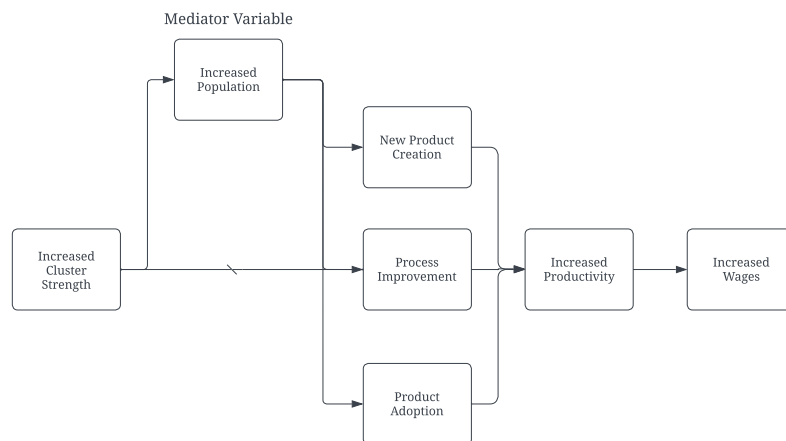 Mediator Variable
Increased
Population
New Product
Creation
Increased
Cluster
Strength
Process
Improvement
Increased
Productivity
Increased
Wages
Product
Adoption